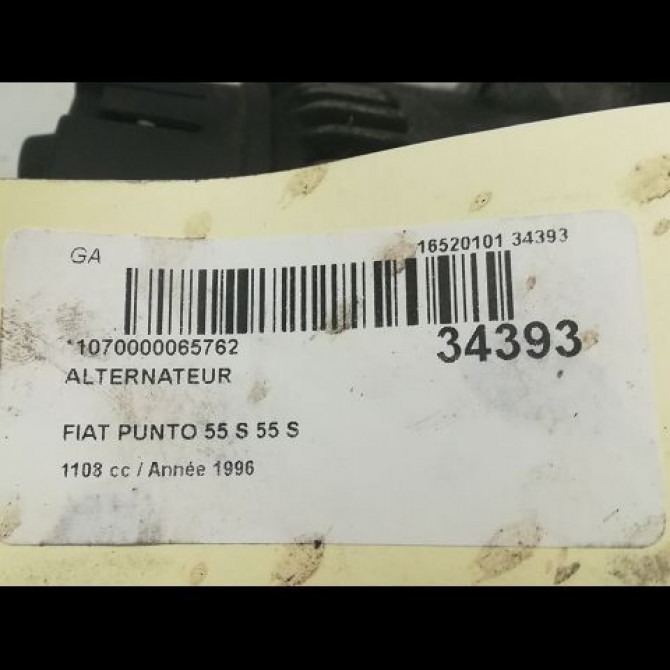 GA
16520101 34393
*1070000065762
34393
ALTERNATEUR
FIAT PUNTO 55 S 55 S
1108 cc / Année 1996